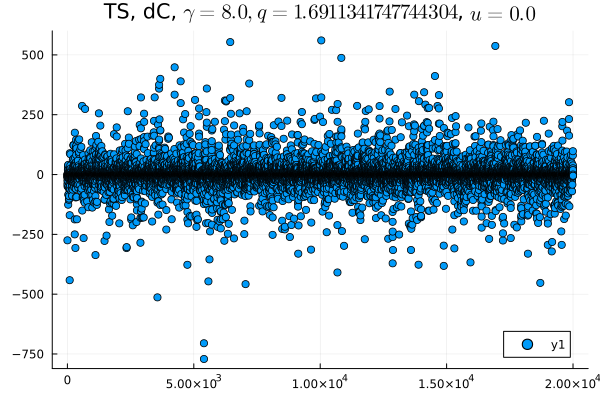 TS, dC, γ = 8.0, q = 1.6911341747744304, u = 0.0
500
250
0
−250
−500
−750
y1
0 5.00×10³ 1.00×10⁴ 1.50×10⁴ 2.00×10⁴